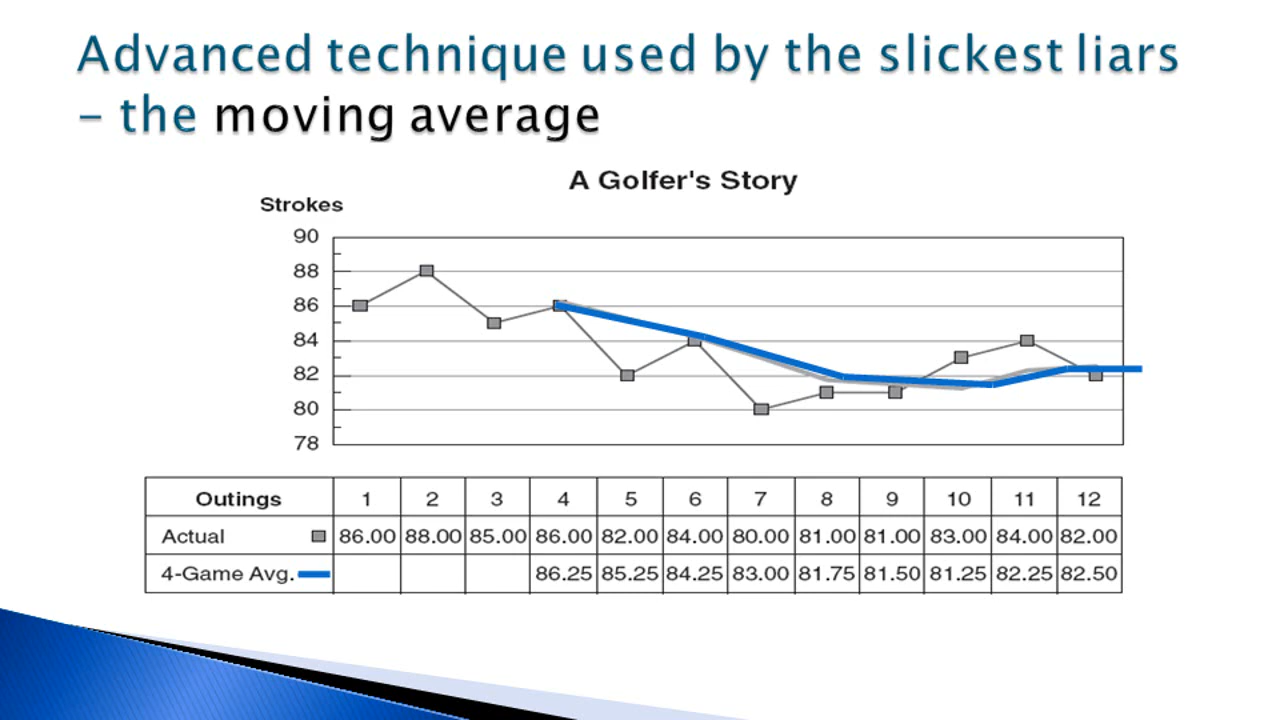 Advanced technique used by the slickest liars
– the moving average
A Golfer's Story
Strokes
90
88
86
84
82
80
78
Outings 1 2 3 4 5 6 7 8 9 10 11 12
Actual 86.00 88.00 85.00 86.00 82.00 84.00 80.00 81.00 81.00 83.00 84.00 82.00
4-Game Avg. 86.25 85.25 84.25 83.00 81.75 81.50 81.25 82.25 82.50